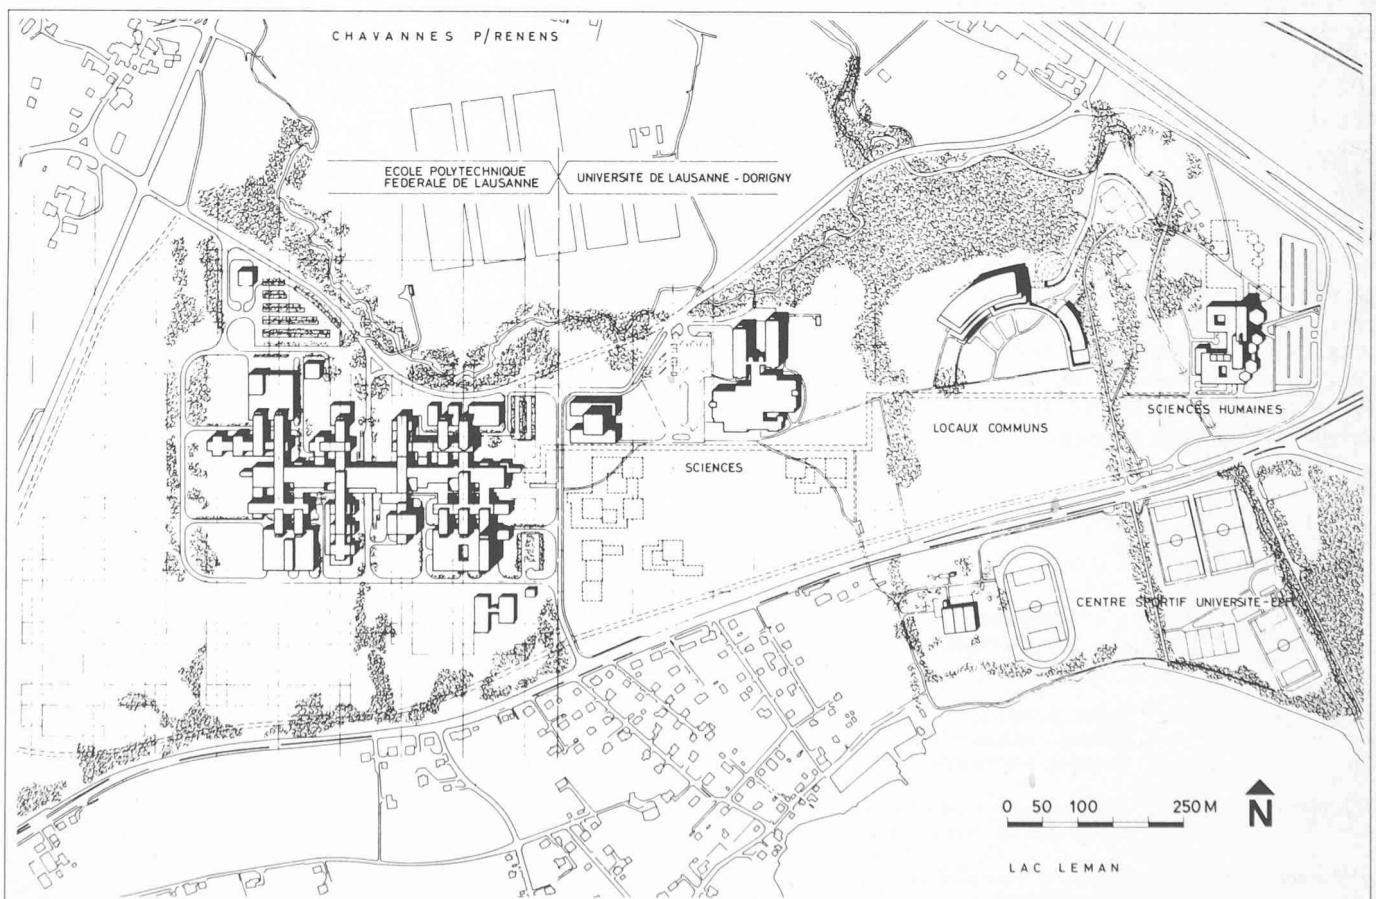 CHAVANNES P/RENENS
ECOLE POLYTECHNIQUE
FEDERALE DE LAUSANNE
UNIVERSITE DE LAUSANNE - DORIGNY
SCIENCES HUMAINES
LOCAUX COMMUNS
SCIENCES
CENTRE SPORTIF UNIVERSITE-EPFL
0 50 100 250 M
N
LAC LEMAN